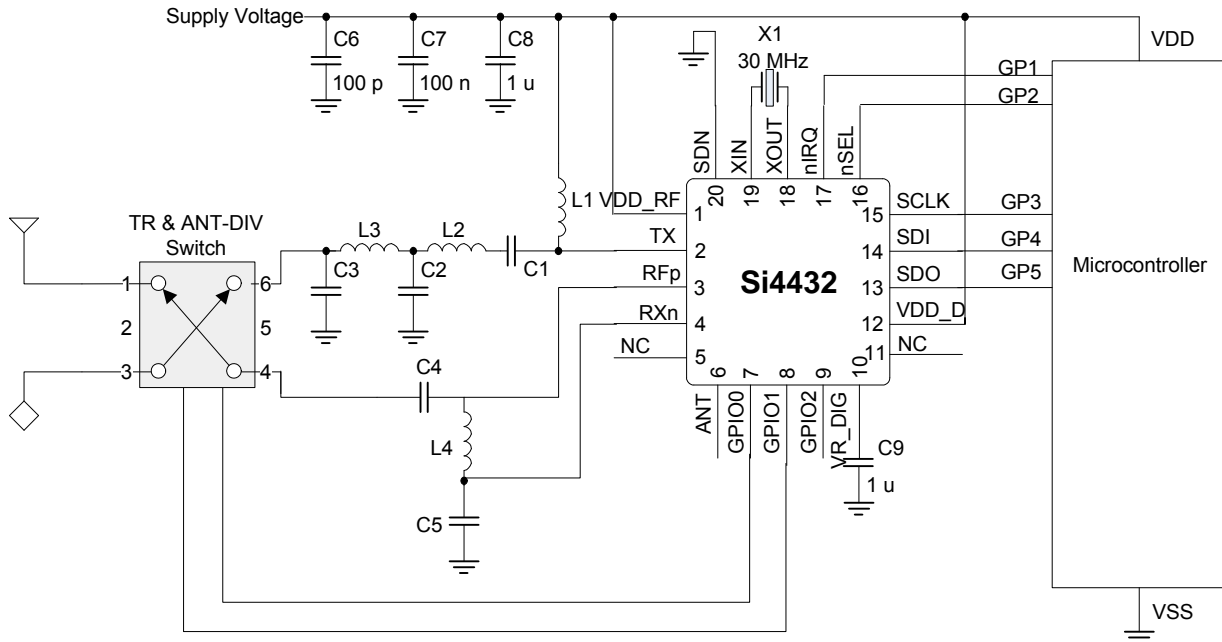 Supply Voltage
C6
100 p
C7
100 n
C8
1 u
X1
30 MHz
VDD
GP1
GP2
SDN
XIN
XOUT
nIRQ
nSEL
20
19
18
17
16
L1
VDD_RF
1
TX
2
RFp
3
RXn
4
NC
5
Si4432
15
SCLK
GP3
14
SDI
GP4
13
SDO
GP5
12
VDD_D
11
NC
Microcontroller
TR & ANT-DIV
Switch
1
2
3
6
5
4
L3
L2
C3
C2
C1
C4
L4
C5
6
7
8
9
10
ANT
GPIO0
GPIO1
GPIO2
VR_DIG
C9
1 u
VSS